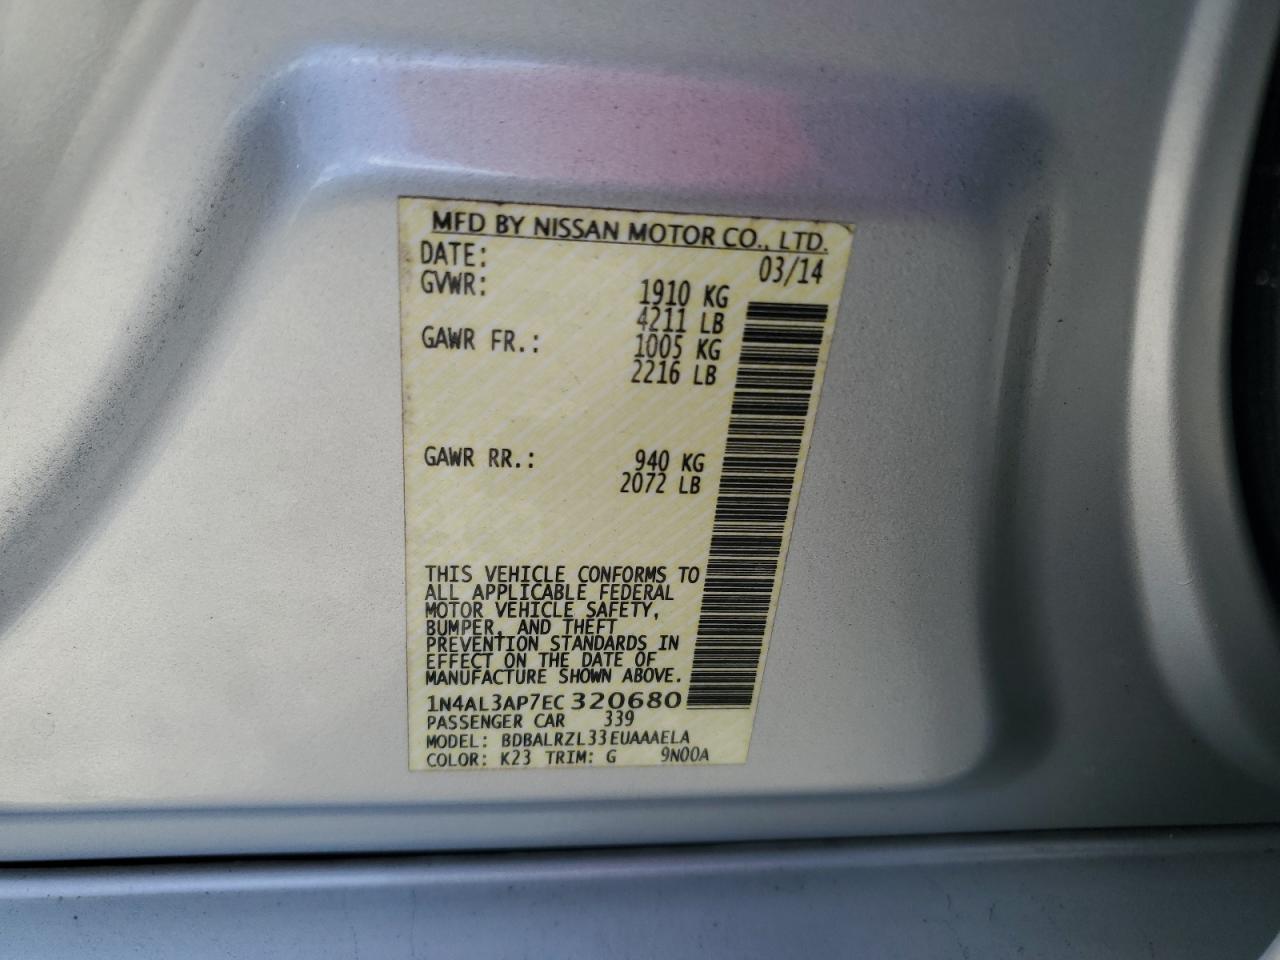 MFD BY NISSAN MOTOR CO., LTD.
DATE: 03/14
GVWR: 1910 KG
4211 LB
GAWR FR.: 1005 KG
2216 LB
GAWR RR.: 940 KG
2072 LB
THIS VEHICLE CONFORMS TO
ALL APPLICABLE FEDERAL
MOTOR VEHICLE SAFETY,
BUMPER, AND THEFT
PREVENTION STANDARDS IN
EFFECT ON THE DATE OF
MANUFACTURE SHOWN ABOVE.
1N4AL3AP7EC320680
PASSENGER CAR 339
MODEL: BDBALRZL33EUAAAELA
COLOR: K23 TRIM: G 9N00A